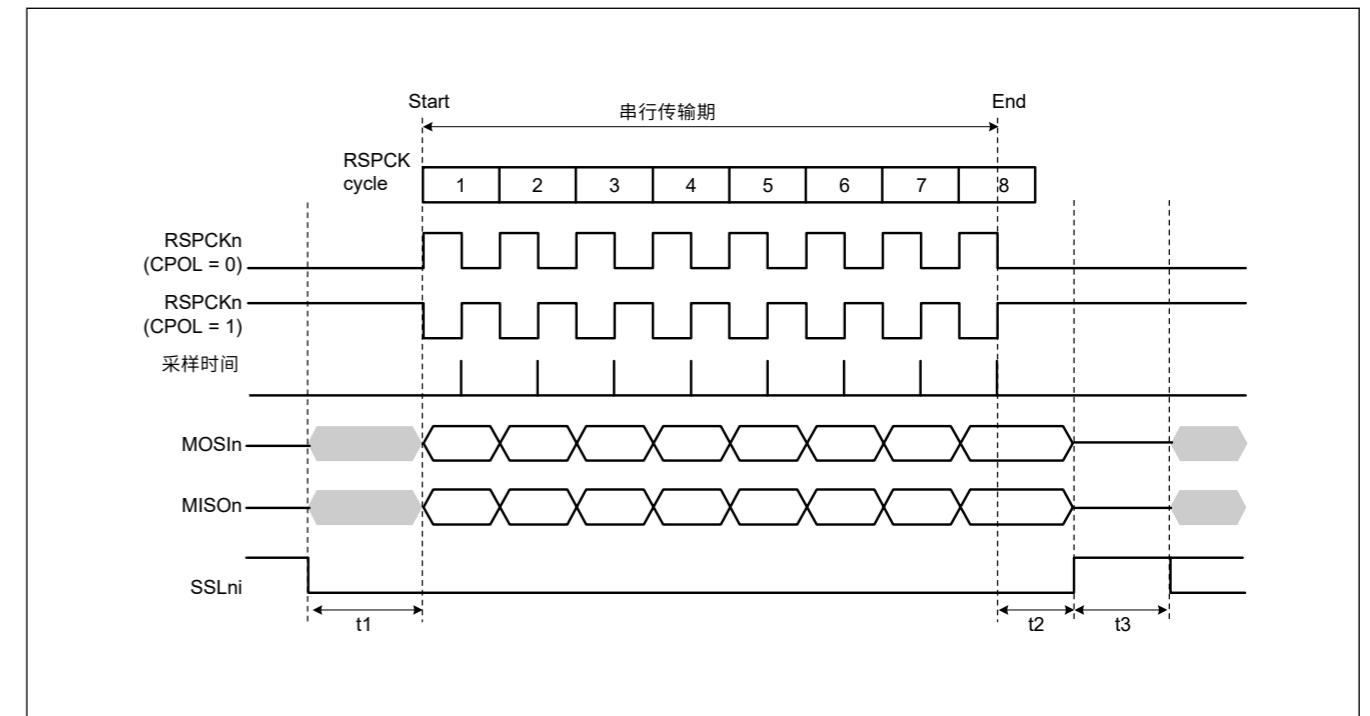 Start
End
串行传输期
RSPCK
cycle
1 2 3 4 5 6 7 8
RSPCKn
(CPOL = 0)
RSPCKn
(CPOL = 1)
采样时间
MOSIn
MISOn
SSLni
t1
t2
t3